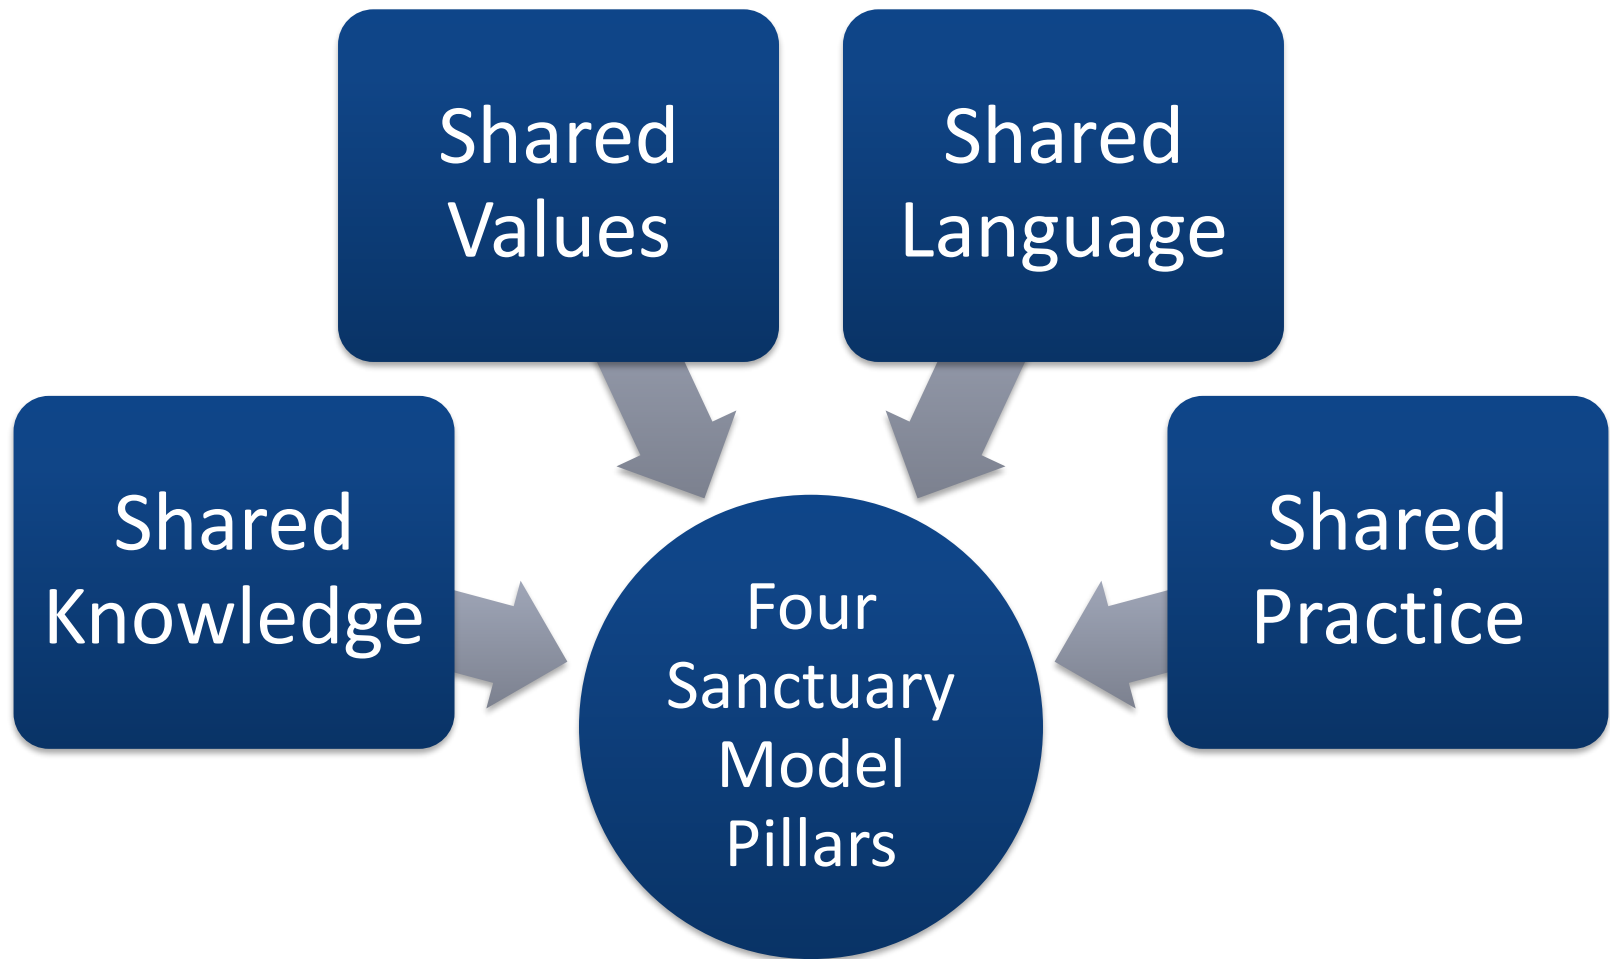 Shared
Values
Shared
Language
Shared
Knowledge
Shared
Practice
Four
Sanctuary
Model
Pillars